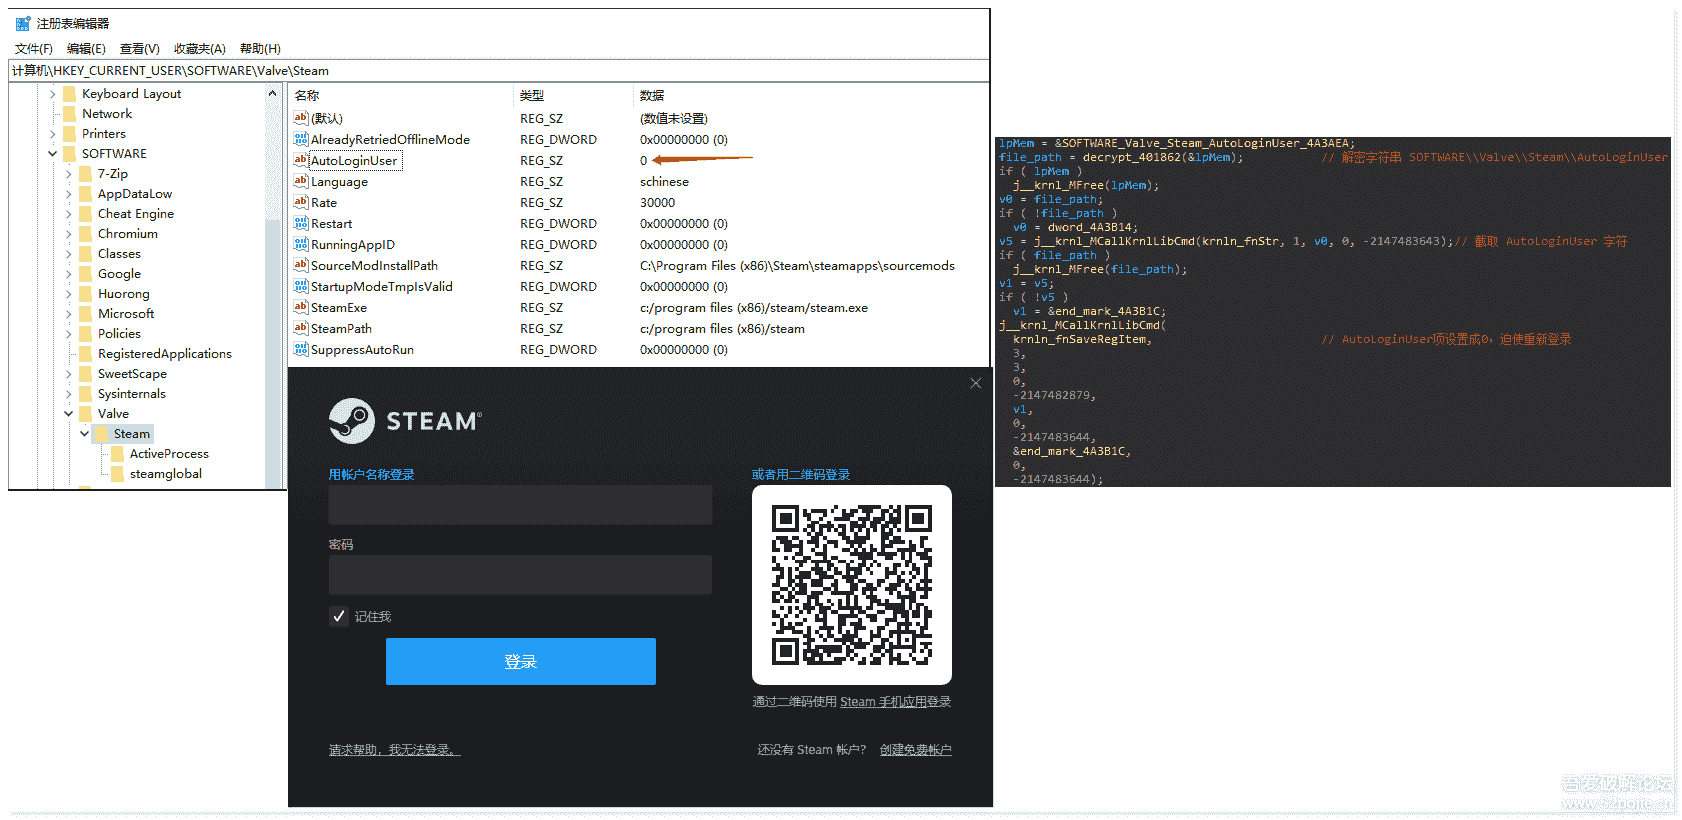 注册表编辑器
文件(F) 编辑(E) 查看(V) 收藏夹(A) 帮助(H)
计算机\HKEY_CURRENT_USER\SOFTWARE\Valve\Steam
Keyboard Layout
Network
Printers
SOFTWARE
7-Zip
AppDataLow
Cheat Engine
Chromium
Classes
Google
Huorong
Microsoft
Policies
RegisteredApplications
SweetScape
Sysinternals
Valve
Steam
ActiveProcess
steamglobal
名称 类型 数据
(默认) REG_SZ (数值未设置)
AlreadyRetriedOfflineMode REG_DWORD 0x00000000 (0)
AutoLoginUser REG_SZ 0
Language REG_SZ schinese
Rate REG_SZ 30000
Restart REG_DWORD 0x00000000 (0)
RunningAppID REG_DWORD 0x00000000 (0)
SourceModInstallPath REG_SZ C:\Program Files (x86)\Steam\steamapps\sourcemods
StartupModeTmpIsValid REG_DWORD 0x00000000 (0)
SteamExe REG_SZ c:/program files (x86)/steam/steam.exe
SteamPath REG_SZ c:/program files (x86)/steam
SuppressAutoRun REG_DWORD 0x00000000 (0)
STEAM®
用帐户名称登录
密码
记住我
登录
请求帮助，我无法登录。
或者用二维码登录
通过二维码使用 Steam 手机应用登录
还没有 Steam 帐户？ 创建免费帐户
lpMem = &SOFTWARE_Valve_Steam_AutoLoginUser_4A3AEA;
file_path = decrypt_401862(&lpMem); // 解密字符串 SOFTWARE\\Valve\\Steam\\AutoLoginUser
if ( lpMem )
j__krnl_MFree(lpMem);
v0 = file_path;
if ( !file_path )
v0 = dword_4A3B14;
v5 = j__krnl_MCallKrnlLibCmd(krnln_fnStr, 1, v0, 0, -2147483643);// 截取 AutoLoginUser 字符
if ( file_path )
j__krnl_MFree(file_path);
v1 = v5;
if ( !v5 )
v1 = &end_mark_4A3B1C;
j__krnl_MCallKrnlLibCmd(
krnln_fnSaveRegItem, // AutoLoginUser项设置成0，迫使重新登录
3,
3,
0,
-2147482879,
v1,
0,
-2147483644,
&end_mark_4A3B1C,
0,
-2147483644);
吾爱破解论坛
www.52pojie.cn